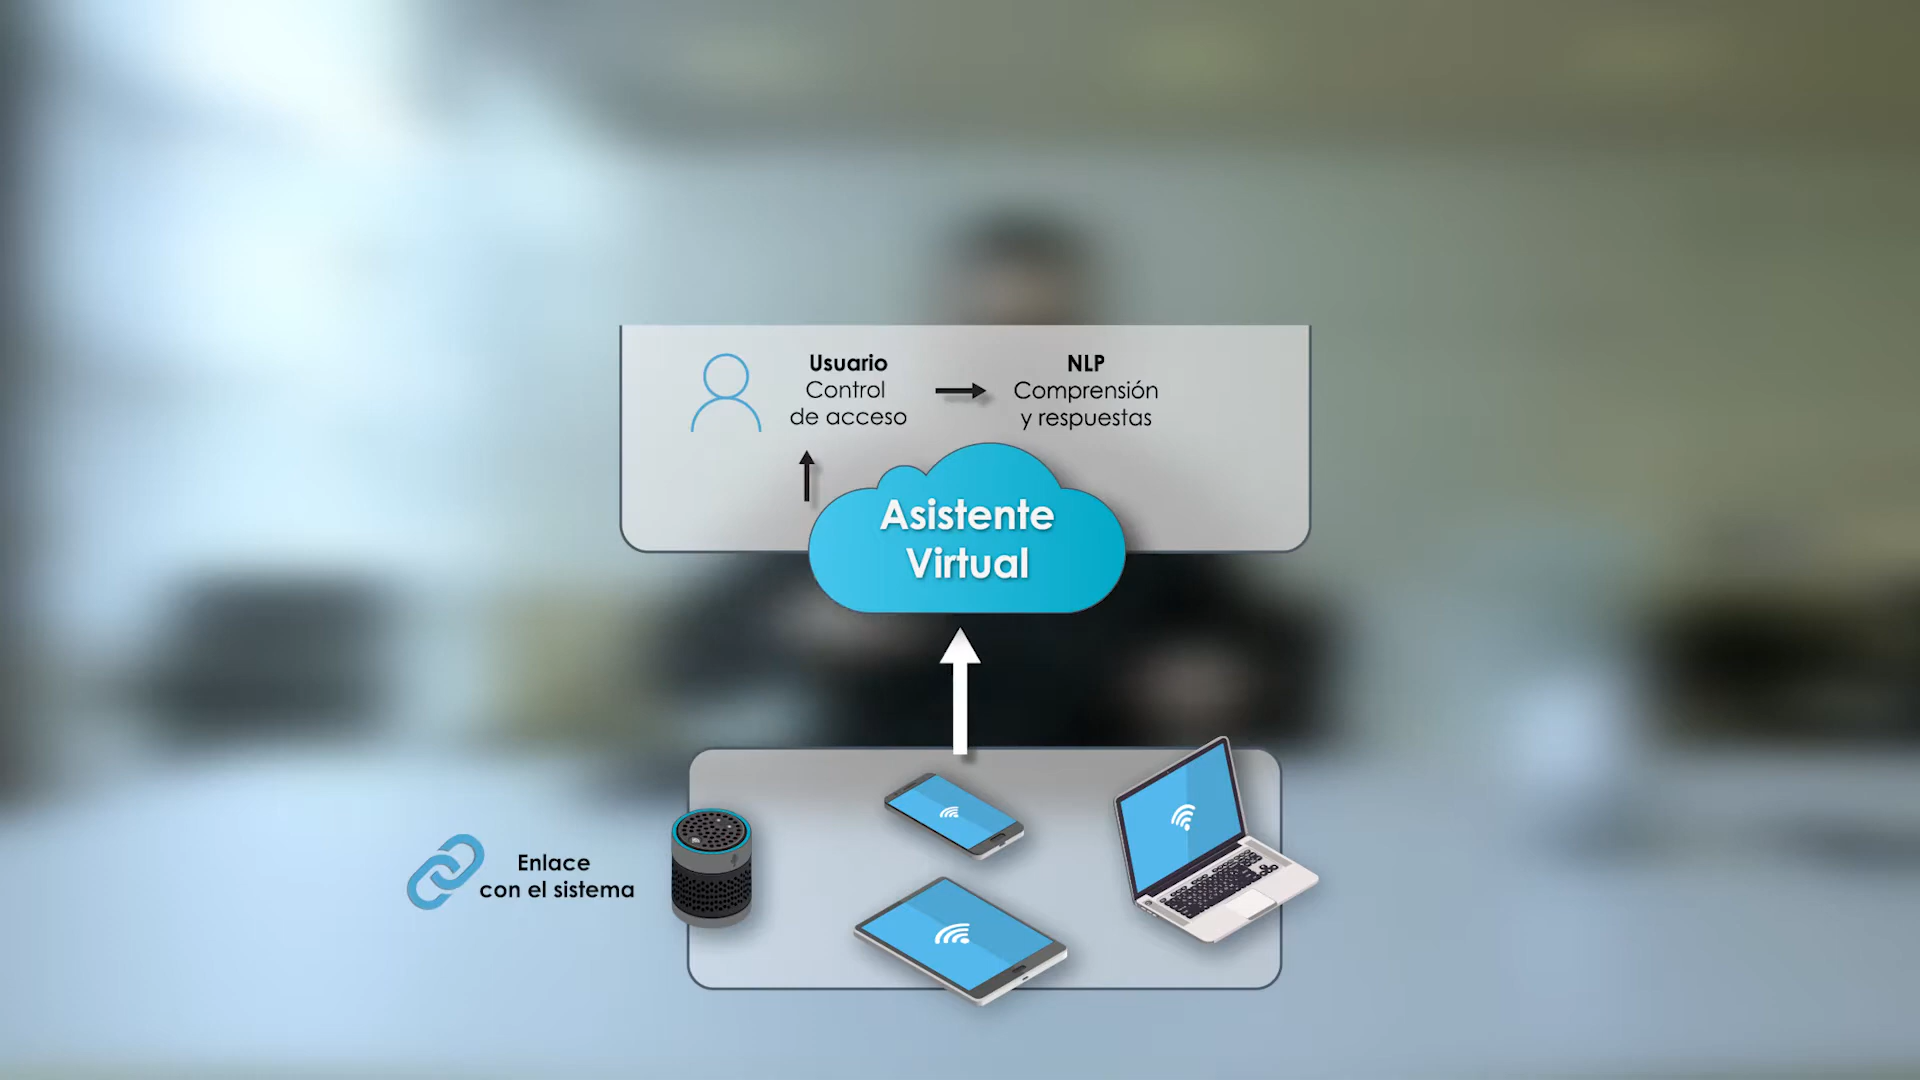 Usuario
Control
de acceso
NLP
Comprensión
y respuestas
Asistente
Virtual
Enlace
con el sistema